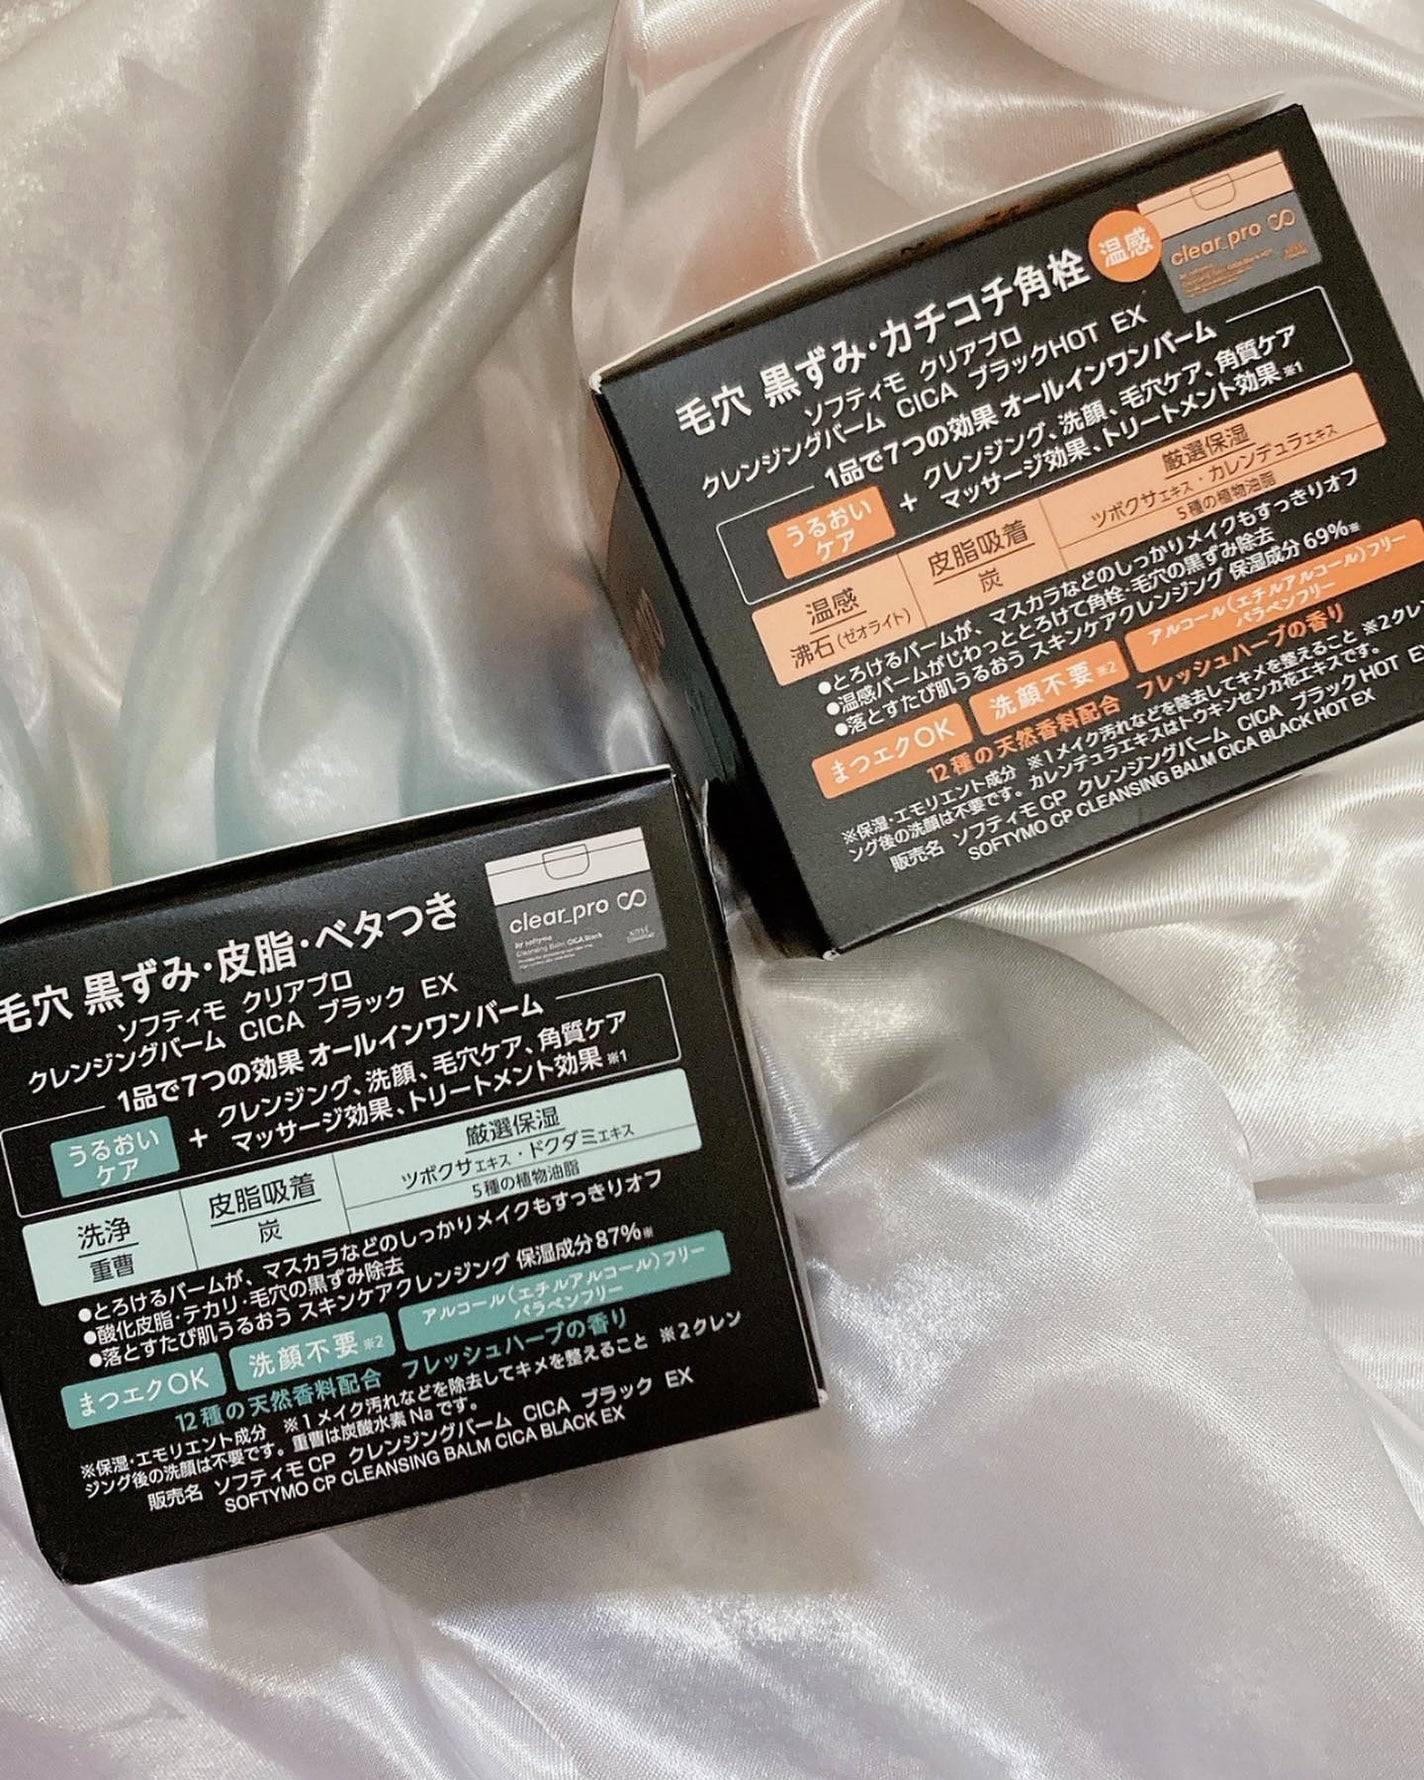 毛穴 黒ずみ・カチコチ角栓 温感
clear_pro
ソフティモ クリアプロ
クレンジングバーム CICA ブラックHOT EX
1品で7つの効果 オールインワンバーム
うるおい
ケア
+
クレンジング、洗顔、毛穴ケア、角質ケア
マッサージ効果、トリートメント効果※1
温感
沸石(ゼオライト)
皮脂吸着
炭
厳選保湿
ツボクサエキス・カレンデュラエキス
5種の植物油脂
●とろけるバームが、マスカラなどのしっかりメイクもすっきりオフ
●温感バームがじわっととろけて角栓・毛穴の黒ずみ除去
●落とすたび肌うるおう スキンケアクレンジング 保湿成分69%※
まつエクOK
洗顔不要※2
アルコール(エチルアルコール)フリー
パラベンフリー
12種の天然香料配合 フレッシュハーブの香り
※保湿・エモリエント成分 ※1メイク汚れなどを除去してキメを整えること ※2クレ
ング後の洗顔は不要です。カレンデュラエキスはトウキンセンカ花エキスです。
販売名 ソフティモCP クレンジングバーム CICA ブラックHOT EX
SOFTYMO CP CLEANSING BALM CICA BLACK HOT EX
毛穴 黒ずみ・皮脂・ベタつき
clear_pro
by softymo
Cleansing Balm CICA Black
ソフティモ クリアプロ
クレンジングバーム CICA ブラック EX
1品で7つの効果 オールインワンバーム
うるおい
ケア
+
クレンジング、洗顔、毛穴ケア、角質ケア
マッサージ効果、トリートメント効果※1
洗浄
重曹
皮脂吸着
炭
厳選保湿
ツボクサエキス・ドクダミエキス
5種の植物油脂
●とろけるバームが、マスカラなどのしっかりメイクもすっきりオフ
●酸化皮脂・テカリ・毛穴の黒ずみ除去
●落とすたび肌うるおう スキンケアクレンジング 保湿成分87%※
まつエクOK
洗顔不要※2
アルコール(エチルアルコール)フリー
パラベンフリー
12種の天然香料配合 フレッシュハーブの香り
※保湿・エモリエント成分 ※1メイク汚れなどを除去してキメを整えること ※2クレン
ジング後の洗顔は不要です。重曹は炭酸水素Naです。
販売名 ソフティモCP クレンジングバーム CICA ブラック EX
SOFTYMO CP CLEANSING BALM CICA BLACK EX